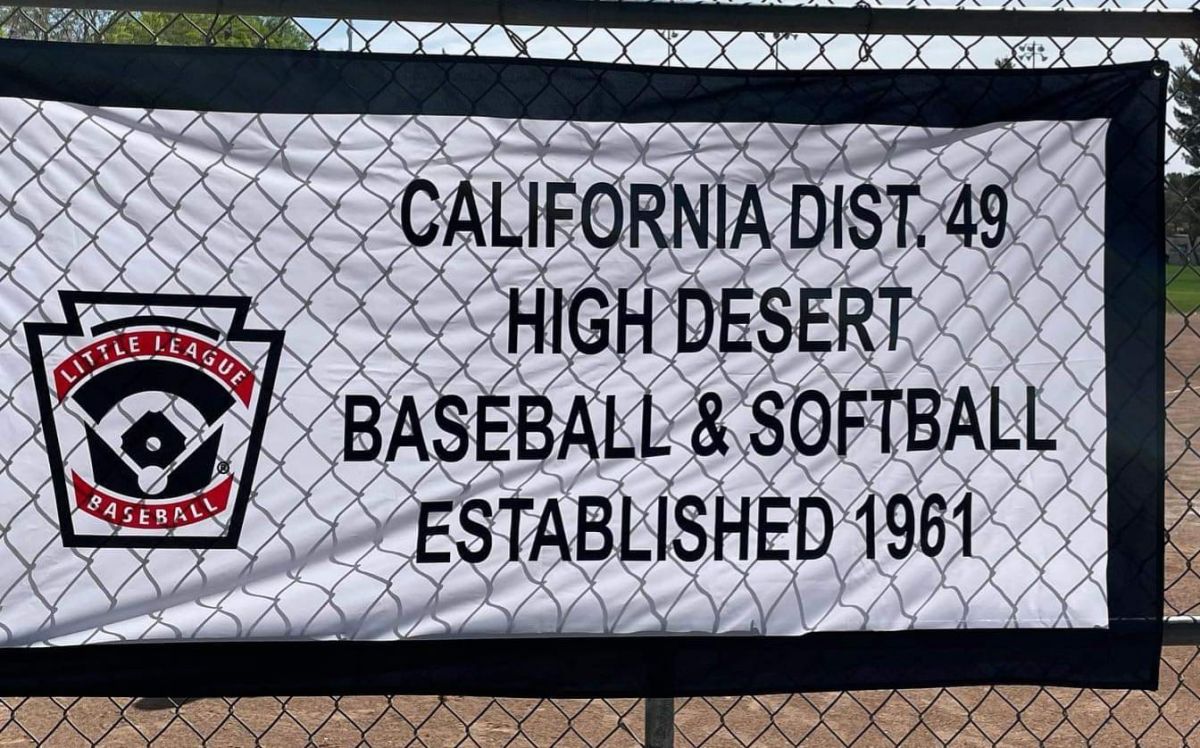 CALIFORNIA DIST. 49
HIGH DESERT
BASEBALL & SOFTBALL
ESTABLISHED 1961
LITTLE LEAGUE
®
BASEBALL